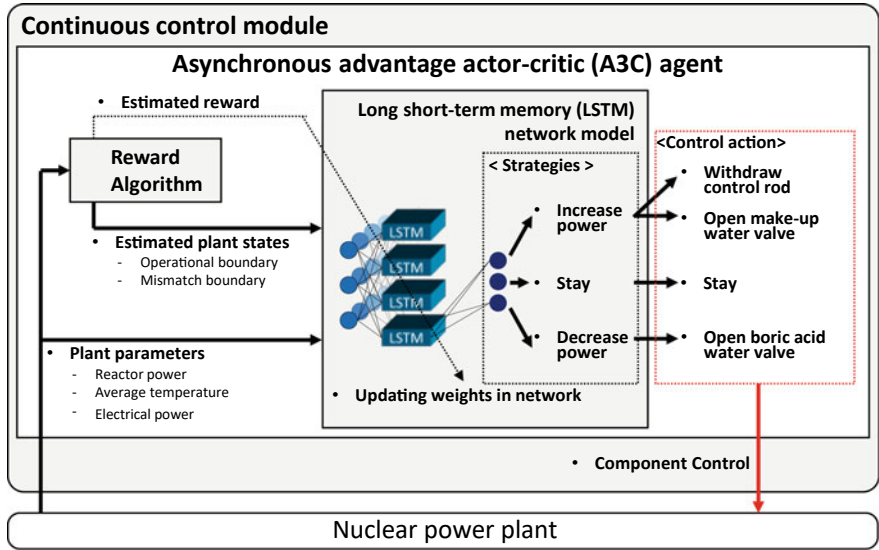 Continuous control module
Asynchronous advantage actor-critic (A3C) agent
• Estimated reward
Long short-term memory (LSTM)
network model
Reward
Algorithm
• Estimated plant states
- Operational boundary
- Mismatch boundary
• Plant parameters
- Reactor power
- Average temperature
- Electrical power
LSTM
LSTM
LSTM
LSTM
< Strategies >
• Increase
power
• Stay
• Decrease
power
• Updating weights in network
<Control action>
• Withdraw
control rod
• Open make-up
water valve
• Stay
• Open boric acid
water valve
• Component Control
Nuclear power plant